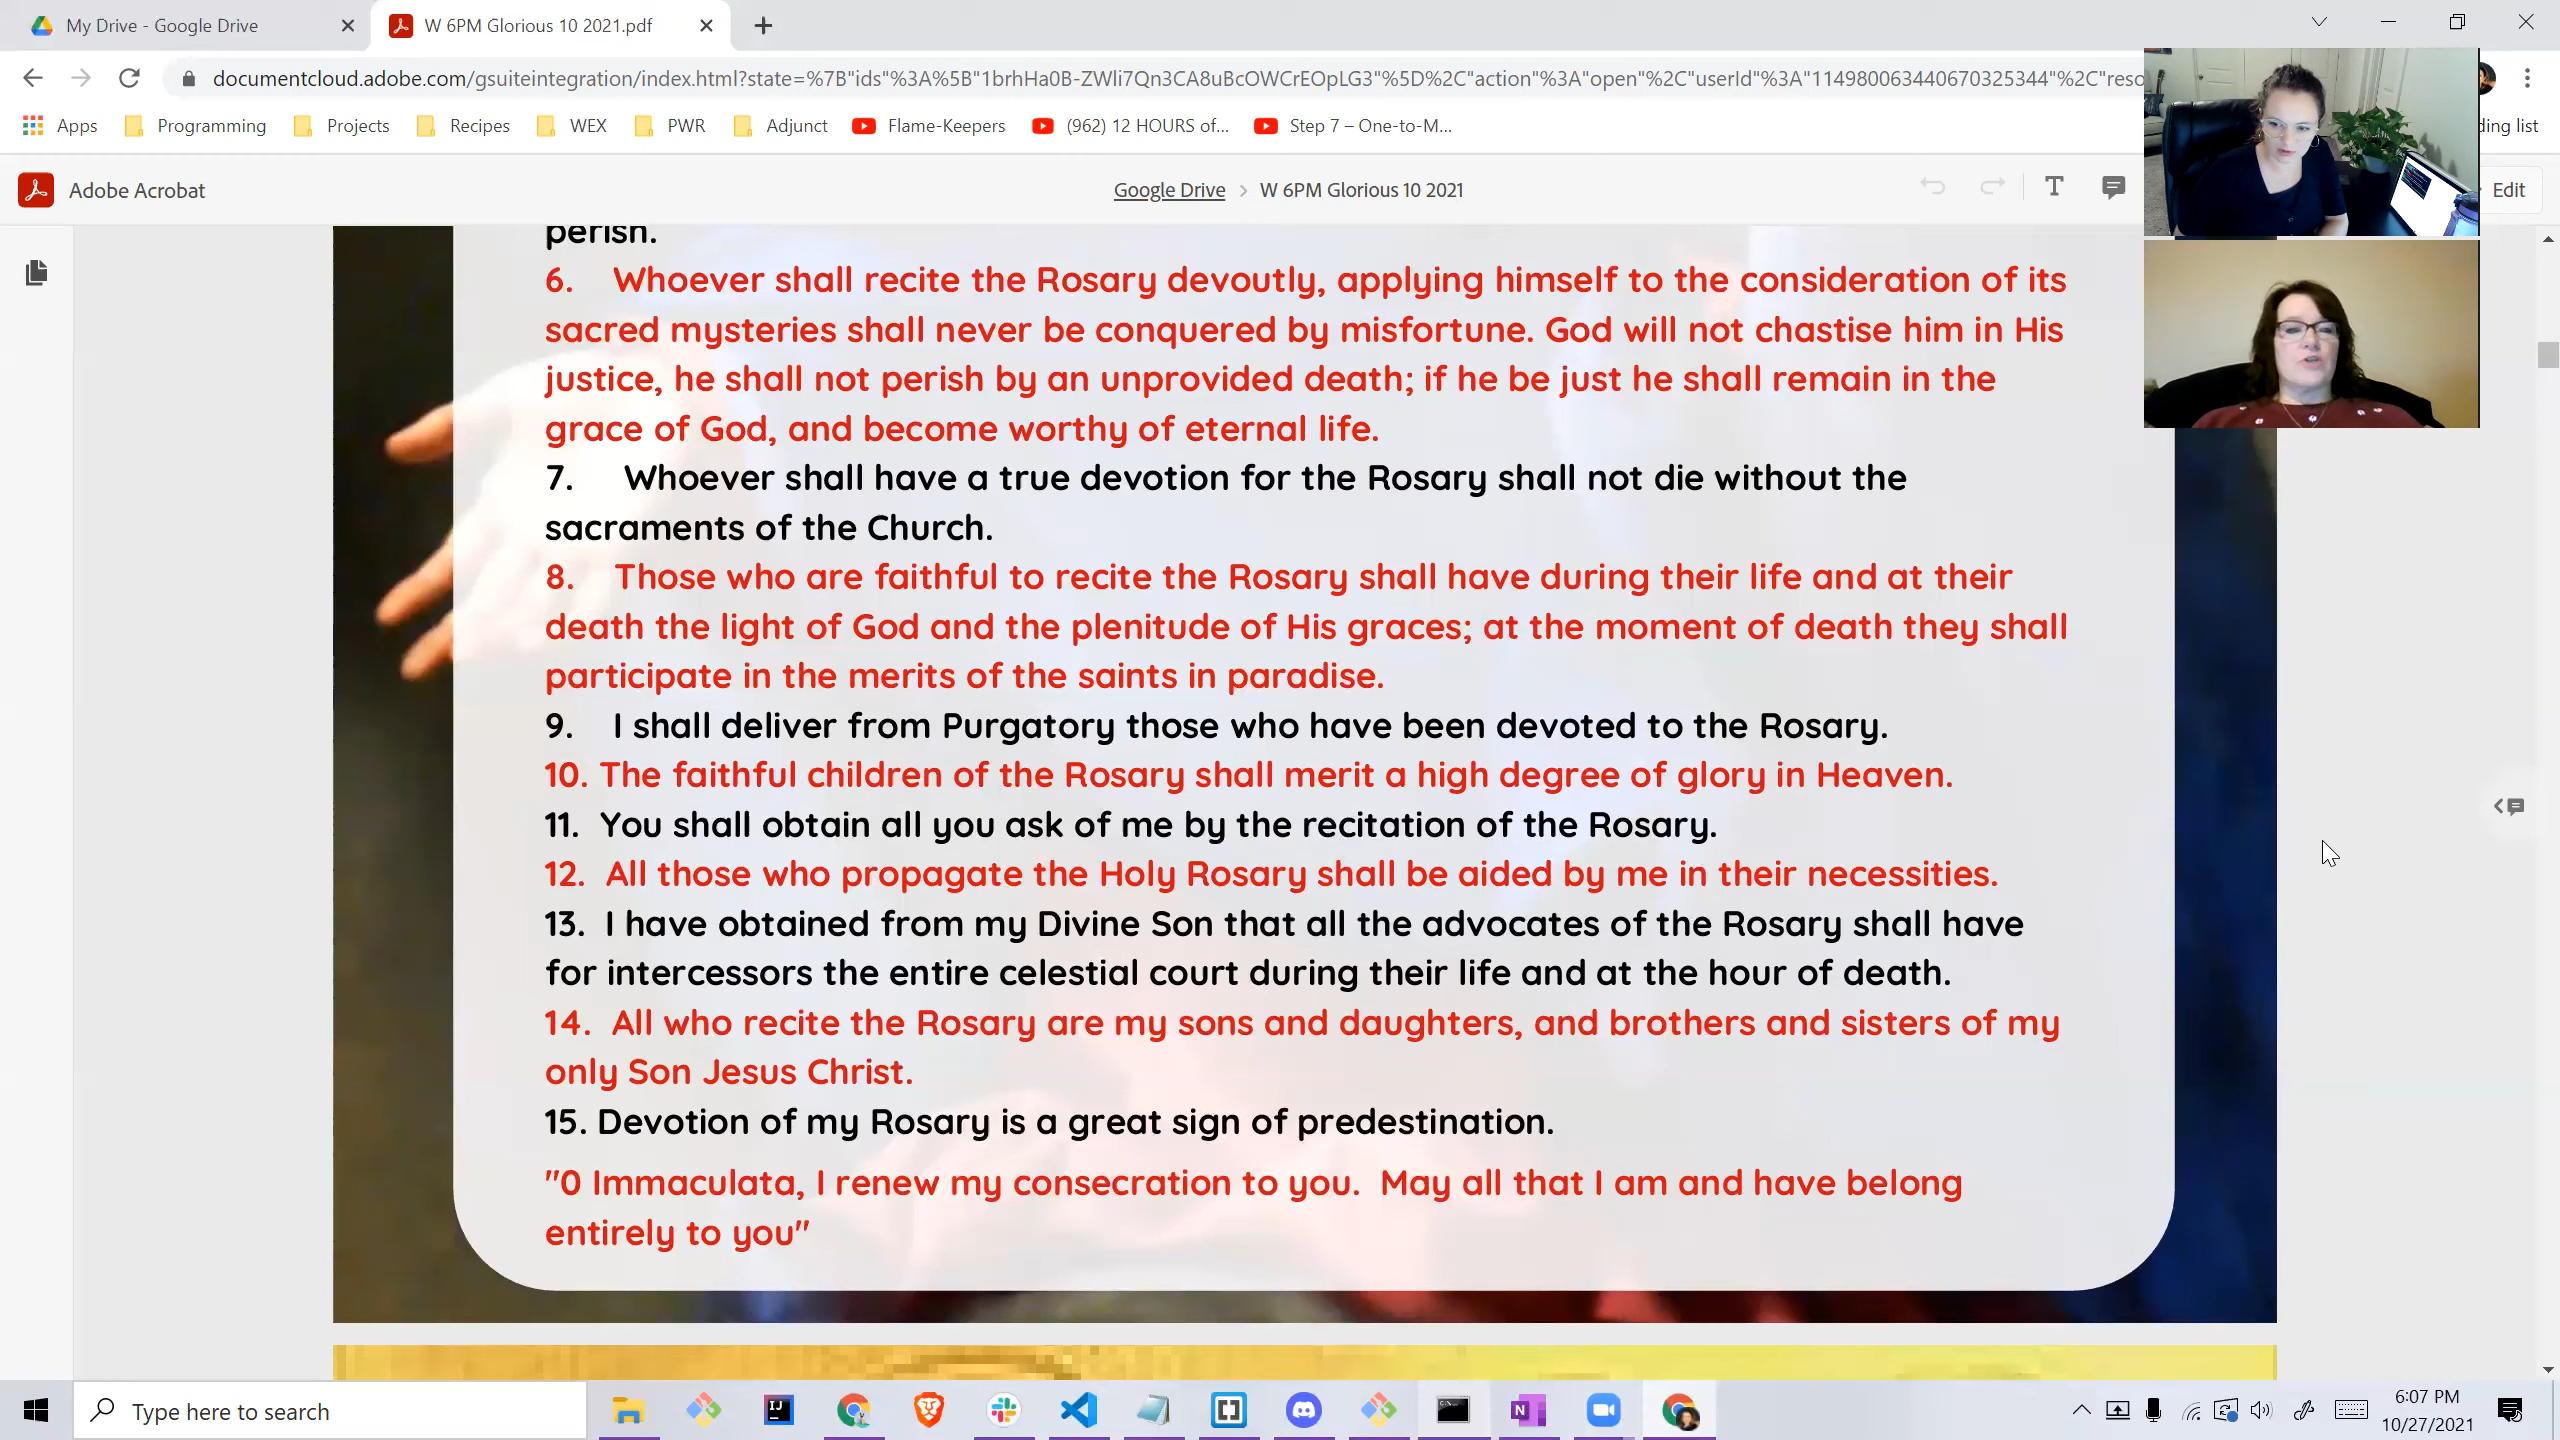 My Drive - Google Drive
W 6PM Glorious 10 2021.pdf
documentcloud.adobe.com/gsuiteintegration/index.html?state=%7B"ids"%3A%5B"1brhHa0B-ZWli7Qn3CA8uBcOWCrEOpLG3"%5D%2C"action"%3A"open"%2C"userId"%3A"114980063440670325344"%2C"reso
Apps
Programming
Projects
Recipes
WEX
PWR
Adjunct
Flame-Keepers
(962) 12 HOURS of...
Step 7 – One-to-M...
ding list
Adobe Acrobat
Google Drive > W 6PM Glorious 10 2021
Edit
perish.
6. Whoever shall recite the Rosary devoutly, applying himself to the consideration of its
sacred mysteries shall never be conquered by misfortune. God will not chastise him in His
justice, he shall not perish by an unprovided death; if he be just he shall remain in the
grace of God, and become worthy of eternal life.
7. Whoever shall have a true devotion for the Rosary shall not die without the
sacraments of the Church.
8. Those who are faithful to recite the Rosary shall have during their life and at their
death the light of God and the plenitude of His graces; at the moment of death they shall
participate in the merits of the saints in paradise.
9. I shall deliver from Purgatory those who have been devoted to the Rosary.
10. The faithful children of the Rosary shall merit a high degree of glory in Heaven.
11. You shall obtain all you ask of me by the recitation of the Rosary.
12. All those who propagate the Holy Rosary shall be aided by me in their necessities.
13. I have obtained from my Divine Son that all the advocates of the Rosary shall have
for intercessors the entire celestial court during their life and at the hour of death.
14. All who recite the Rosary are my sons and daughters, and brothers and sisters of my
only Son Jesus Christ.
15. Devotion of my Rosary is a great sign of predestination.
"0 Immaculata, I renew my consecration to you. May all that I am and have belong
entirely to you"
Type here to search
6:07 PM
10/27/2021